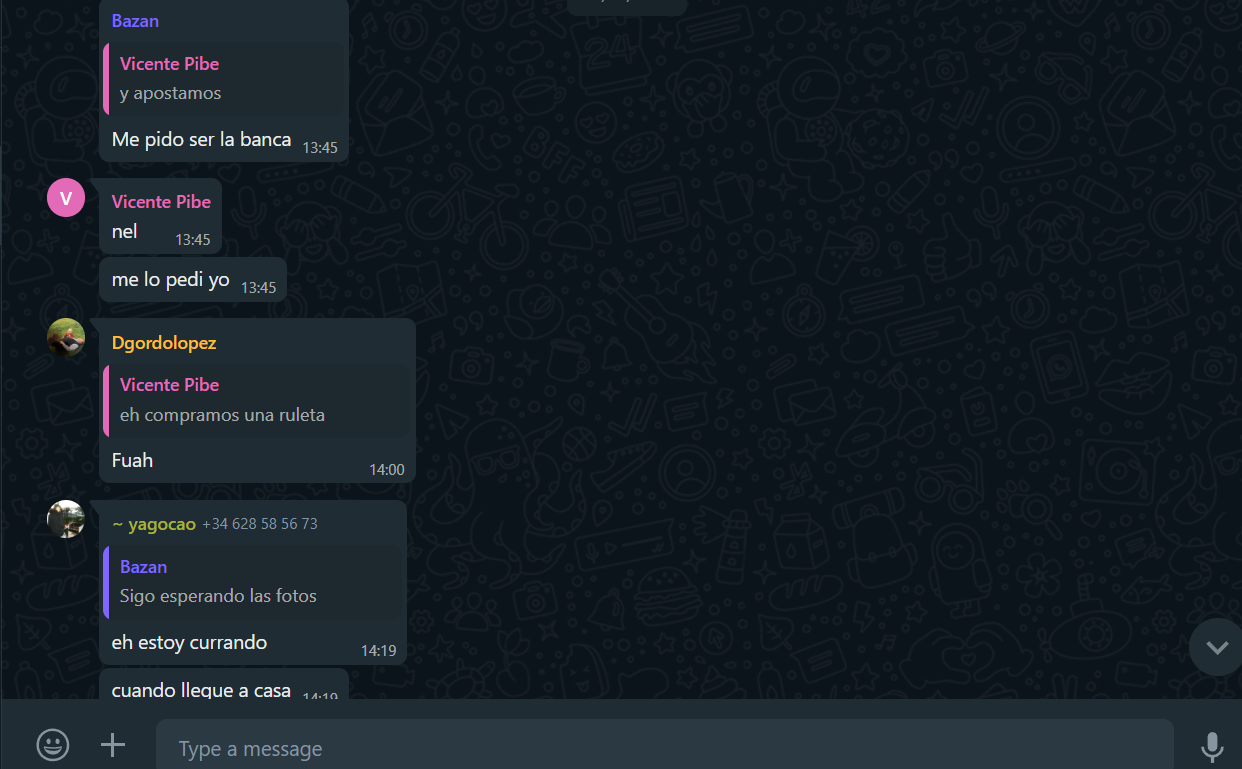 Bazan
Vicente Pibe
y apostamos
Me pido ser la banca 13:45
V
Vicente Pibe
nel 13:45
me lo pedi yo 13:45
Dgordolopez
Vicente Pibe
eh compramos una ruleta
Fuah 14:00
~ yagocao +34 628 58 56 73
Bazan
Sigo esperando las fotos
eh estoy currando 14:19
cuando llegue a casa 14:19
Type a message